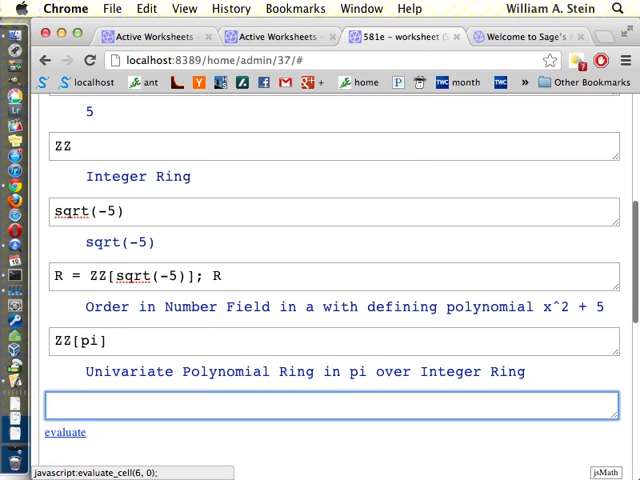 Chrome File Edit View History Bookmarks Window Help William A. Stein
Active Worksheets – Active Worksheets – 581e – worksheet (S Welcome to Sage's
localhost:8389/home/admin/37/#
localhost ant home month Other Bookmarks
5
ZZ
Integer Ring
sqrt(-5)
sqrt(-5)
R = ZZ[sqrt(-5)]; R
Order in Number Field in a with defining polynomial x^2 + 5
ZZ[pi]
Univariate Polynomial Ring in pi over Integer Ring
evaluate
javascript:evaluate_cell(6, 0);
jsMath